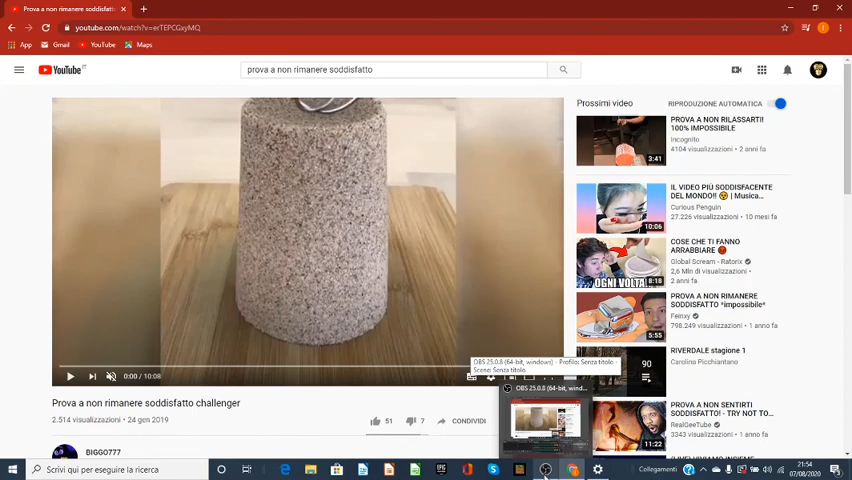 Prova a non rimanere soddisfatto
youtube.com/watch?v=erTEPCGxyMQ
App
Gmail
YouTube
Maps
YouTube IT
prova a non rimanere soddisfatto
Prossimi video
RIPRODUZIONE AUTOMATICA
PROVA A NON RILASSARTI!
100% IMPOSSIBILE
Incognito
4104 visualizzazioni • 2 anni fa
3:41
IL VIDEO PIÙ SODDISFACENTE
DEL MONDO!! 😍 | Musica...
Curious Penguin
27.226 visualizzazioni • 10 mesi fa
10:06
COSE CHE TI FANNO
ARRABBIARE
Global Scream - Ratorix
2,6 Mln di visualizzazioni •
2 anni fa
OGNI VOLTA
8:18
PROVA A NON RIMANERE
SODDISFATTO *impossibile*
Feinxy
798.249 visualizzazioni • 1 anno fa
5:55
RIVERDALE stagione 1
Carolina Picchiantano
90
PROVA A NON SENTIRTI
SODDISFATTO! - TRY NOT TO...
RealGeeTube
3343 visualizzazioni • 1 anno fa
11:22
0:00 / 10:08
OBS 25.0.8 (64-bit, windows) - Profilo: Senza titolo -
Scene: Senza titolo
OBS 25.0.8 (64-bit, wind...
Prova a non rimanere soddisfatto challenger
2.514 visualizzazioni • 24 gen 2019
51
7
CONDIVIDI
BIGGO777
Scrivi qui per eseguire la ricerca
EPIC
Collegamenti
21:54
07/08/2020